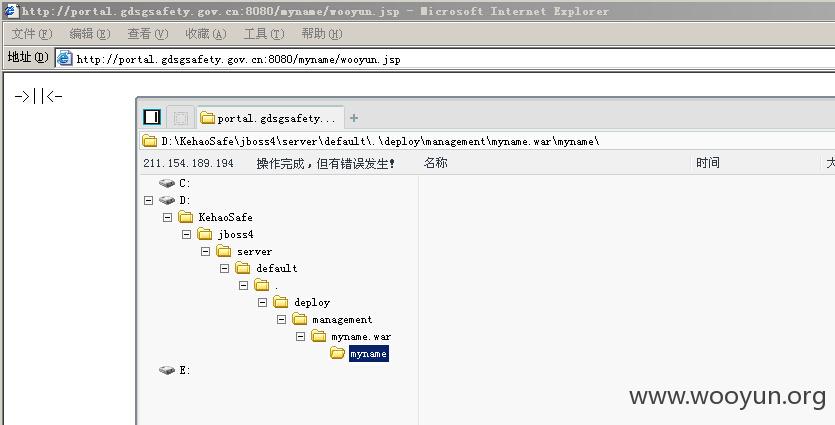 http://portal.gdsgsafety.gov.cn:8080/myname/wooyun.jsp - Microsoft Internet Explorer
文件(F) 编辑(E) 查看(V) 收藏(A) 工具(T) 帮助(H)
地址(D) http://portal.gdsgsafety.gov.cn:8080/myname/wooyun.jsp
->||<-
portal.gdsgsafety... +
D:\KehaoSafe\jboss4\server\default\.\deploy\management\myname.war\myname\
211.154.189.194 操作完成,但有错误发生! 名称 时间
C:
D:
KehaoSafe
jboss4
server
default
.
deploy
management
myname.war
myname
E:
www.wooyun.org